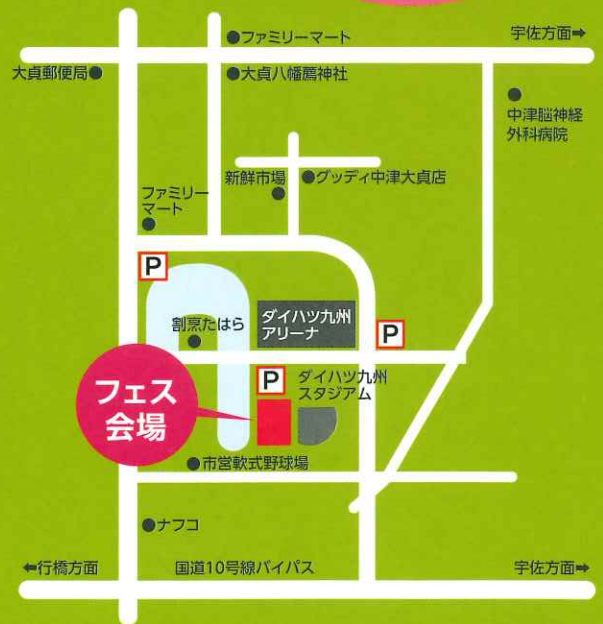 ファミリーマート
宇佐方面➡
大貞郵便局
大貞八幡薦神社
中津脳神経
外科病院
新鮮市場
グッディ中津大貞店
ファミリー
マート
P
割烹たはら
ダイハツ九州
アリーナ
P
P
ダイハツ九州
スタジアム
フェス
会場
市営軟式野球場
ナフコ
⬅行橋方面
国道10号線バイパス
宇佐方面➡